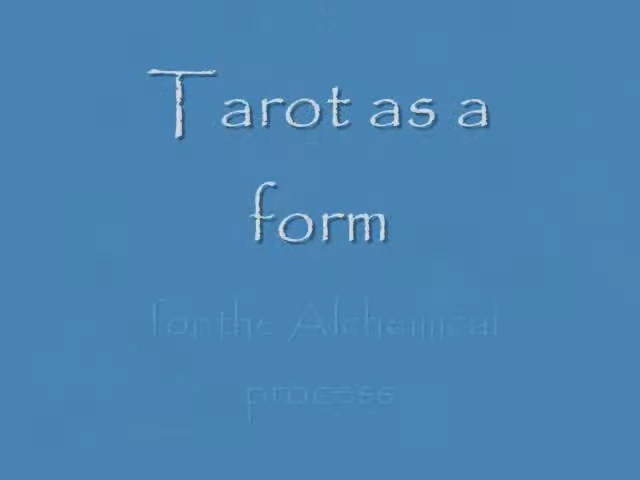 Tarot as a
form
for the Alchemical
process